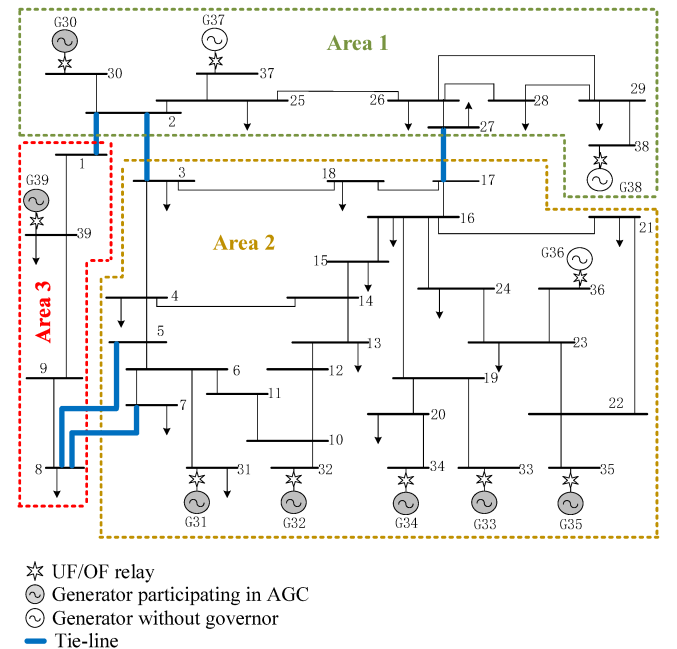 G30
G37
Area 1
30
37
29
25
26
28
2
27
38
1
G38
3
18
17
G39
16
21
39
Area 2
G36
15
Area 3
24
36
4
14
5
13
23
9
6
12
19
7
11
20
22
10
8
31
32
34
33
35
G31
G32
G34
G33
G35
UF/OF relay
Generator participating in AGC
Generator without governor
Tie-line